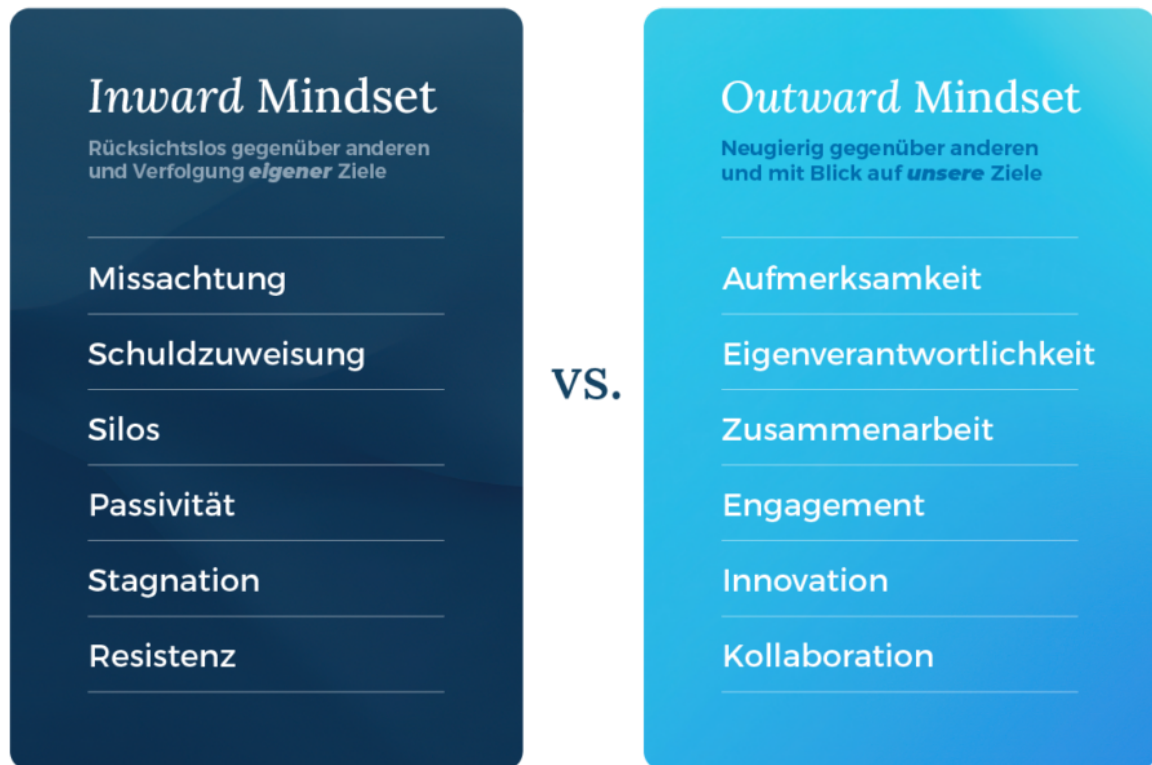 Inward Mindset
Rücksichtslos gegenüber anderen
und Verfolgung eigener Ziele
Missachtung
Schuldzuweisung
Silos
Passivität
Stagnation
Resistenz
vs.
Outward Mindset
Neugierig gegenüber anderen
und mit Blick auf unsere Ziele
Aufmerksamkeit
Eigenverantwortlichkeit
Zusammenarbeit
Engagement
Innovation
Kollaboration